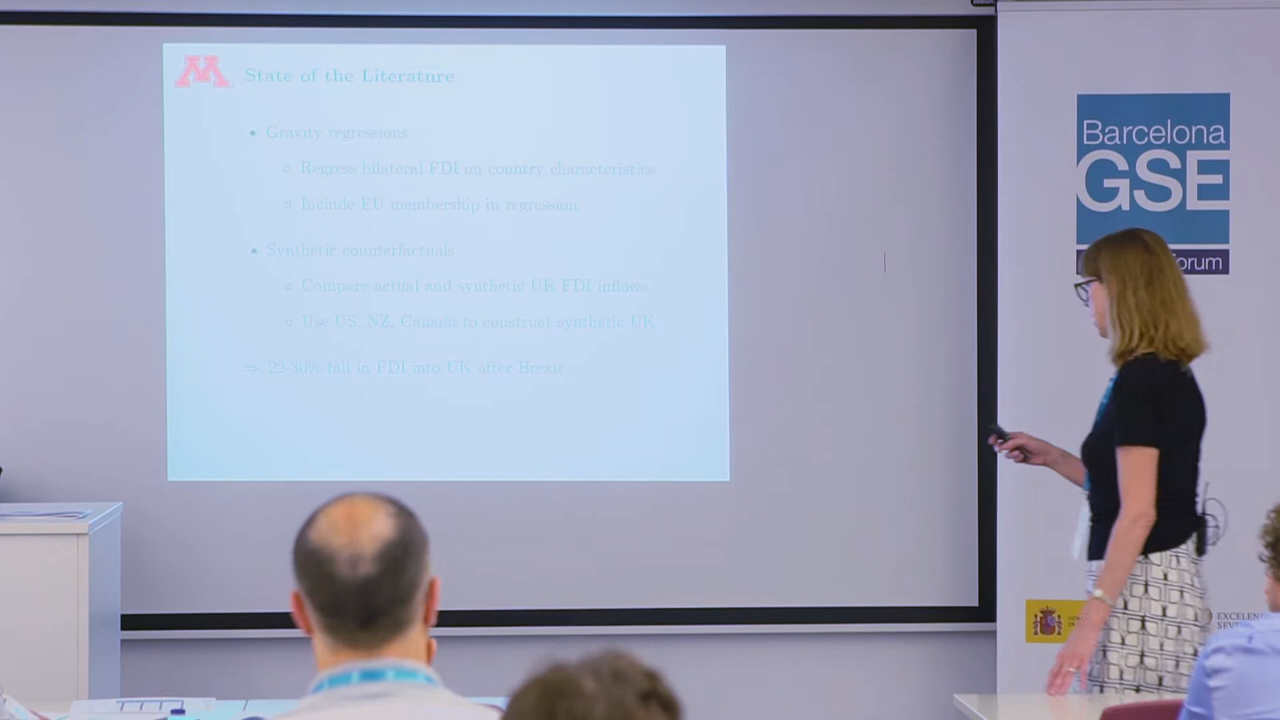 M
State of the Literature
• Gravity regressions
◦ Regress bilateral FDI on country characteristics
◦ Include EU membership in regression
• Synthetic counterfactuals
◦ Compare actual and synthetic UK FDI inflows
◦ Use US, NZ, Canada to construct synthetic UK
⇒ 22-30% fall in FDI into UK after Brexit
Barcelona
GSE
orum
EXCELEN
SEV